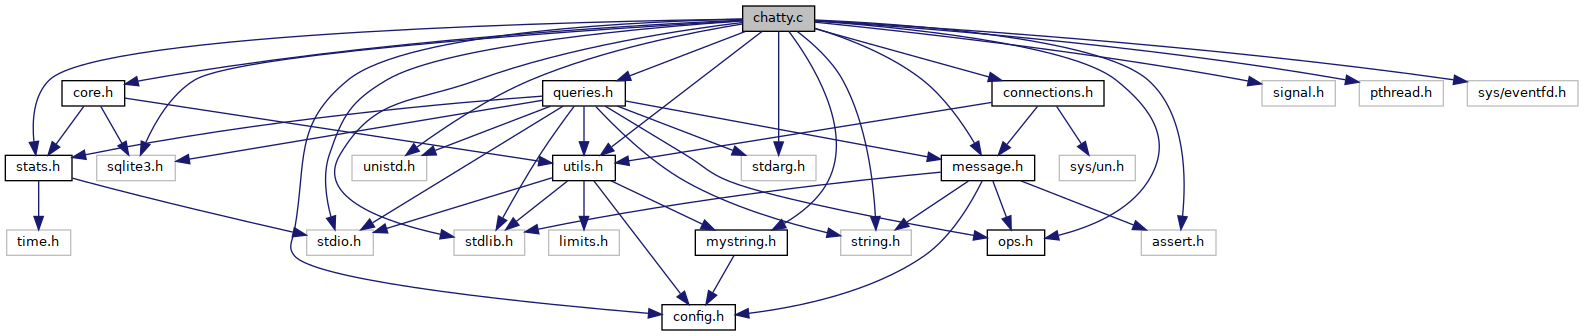 chatty.c
core.h
queries.h
connections.h
signal.h
pthread.h
sys/eventfd.h
stats.h
sqlite3.h
unistd.h
utils.h
stdarg.h
message.h
sys/un.h
time.h
stdio.h
stdlib.h
limits.h
mystring.h
string.h
ops.h
assert.h
config.h